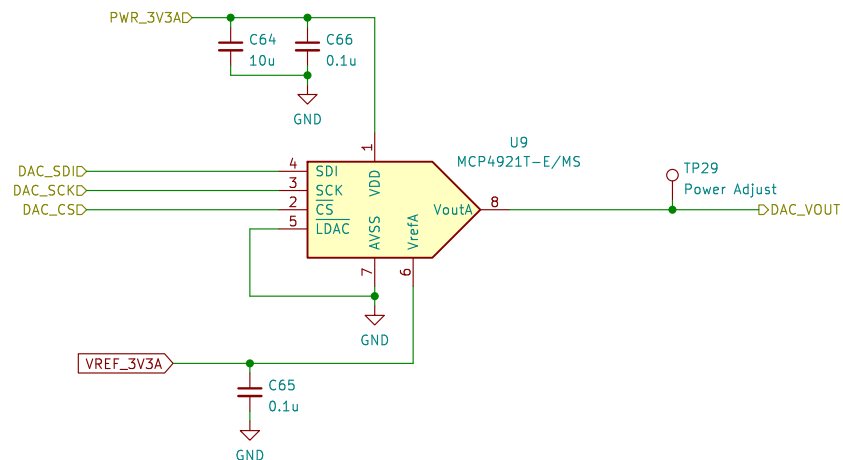 PWR_3V3A
C64
10u
C66
0.1u
GND
U9
MCP4921T-E/MS
1
VDD
DAC_SDI
4
SDI
DAC_SCK
3
SCK
DAC_CS
2
CS
5
LDAC
AVSS
VrefA
VoutA
8
7
6
TP29
Power Adjust
DAC_VOUT
GND
VREF_3V3A
C65
0.1u
GND